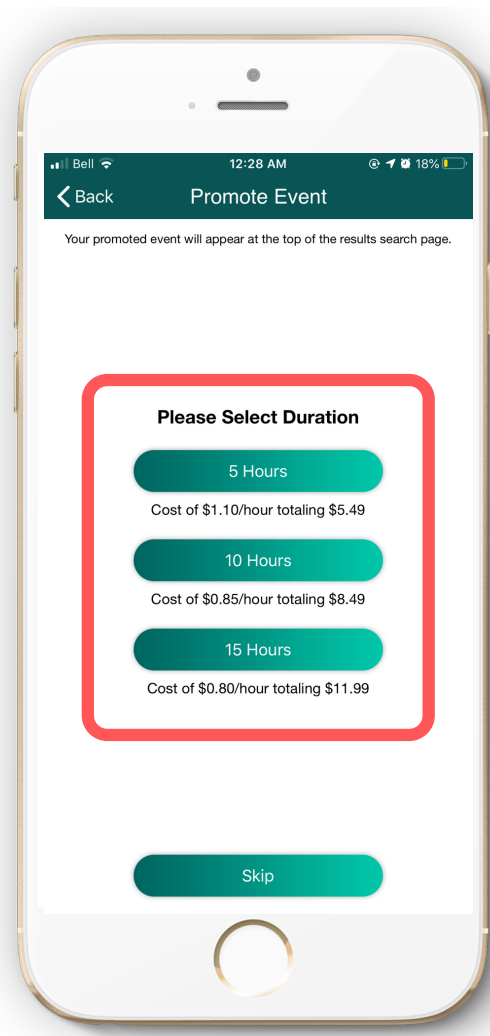 Bell 12:28 AM 18%
Back Promote Event
Your promoted event will appear at the top of the results search page.
Please Select Duration
5 Hours
Cost of $1.10/hour totaling $5.49
10 Hours
Cost of $0.85/hour totaling $8.49
15 Hours
Cost of $0.80/hour totaling $11.99
Skip